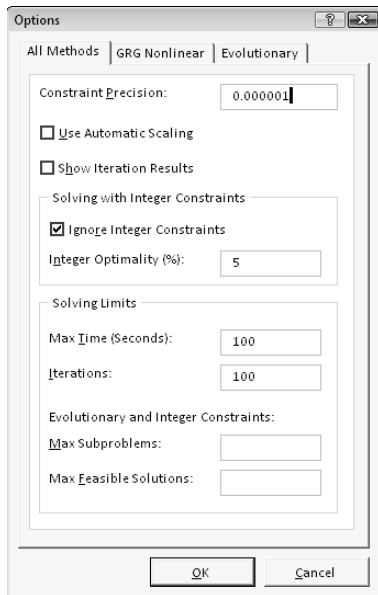 Options
All Methods GRG Nonlinear Evolutionary
Constraint Precision: 0.000001
Use Automatic Scaling
Show Iteration Results
Solving with Integer Constraints
Ignore Integer Constraints
Integer Optimality (%): 5
Solving Limits
Max Time (Seconds): 100
Iterations: 100
Evolutionary and Integer Constraints:
Max Subproblems:
Max Feasible Solutions:
OK Cancel